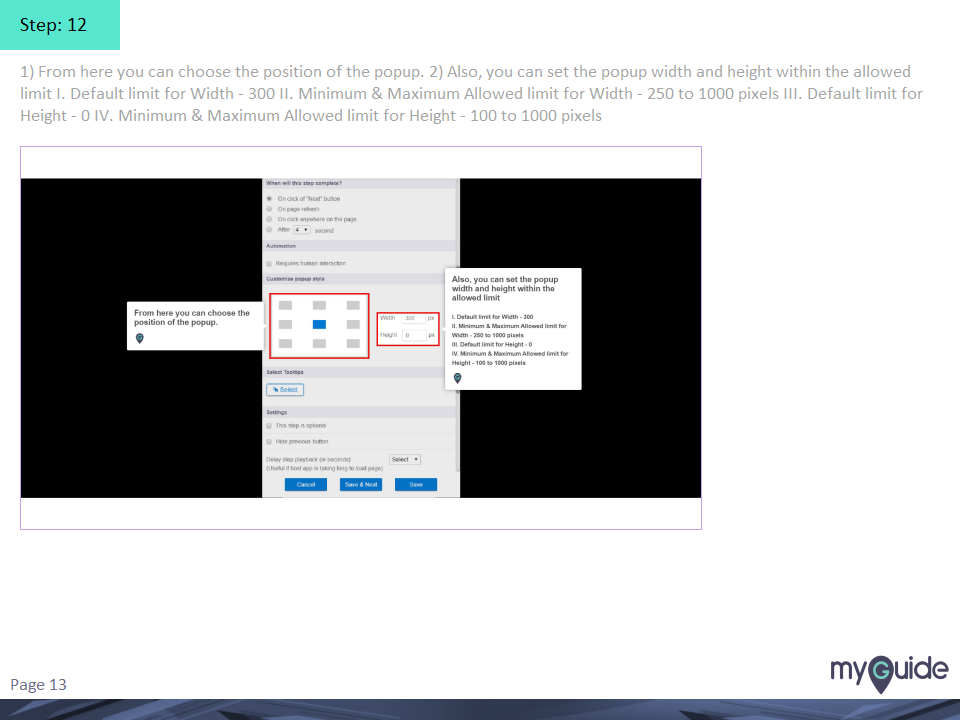 Step: 12
1) From here you can choose the position of the popup. 2) Also, you can set the popup width and height within the allowed
limit I. Default limit for Width - 300 II. Minimum & Maximum Allowed limit for Width - 250 to 1000 pixels III. Default limit for
Height - 0 IV. Minimum & Maximum Allowed limit for Height - 100 to 1000 pixels
When will this step complete?
On click of "Next" button
On page refresh
On click anywhere on the page
After 4 second
Automation
Requires human interaction
Customise popup style
From here you can choose the
position of the popup.
Width 300 px
Height 0 px
Also, you can set the popup
width and height within the
allowed limit
I. Default limit for Width - 300
II. Minimum & Maximum Allowed limit for
Width - 250 to 1000 pixels
III. Default limit for Height - 0
IV. Minimum & Maximum Allowed limit for
Height - 100 to 1000 pixels
Select Tooltips
Select
Settings
This step is optional
Hide previous button
Delay step playback (in seconds) Select
(Useful if host app is taking long to load page)
Cancel Save & Next Save
myGuide
Page 13